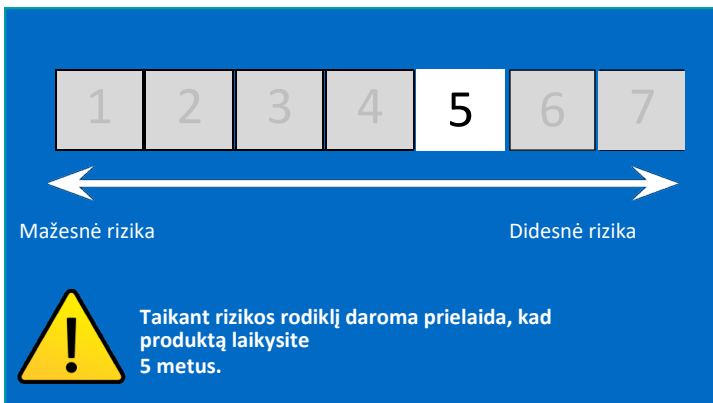 1 2 3 4 5 6 7
Mažesnė rizika Didesnė rizika
Taikant rizikos rodiklį daroma prielaida, kad
produktą laikysite
5 metus.